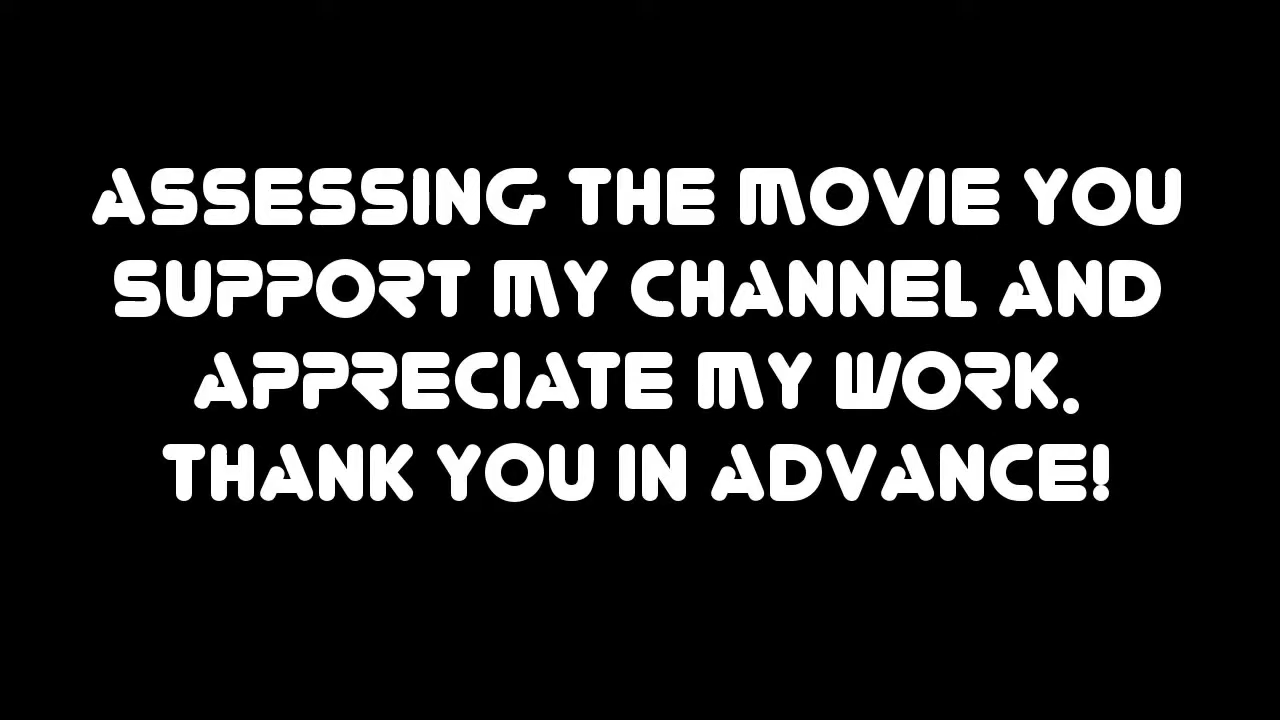 ASSESSING THE MOVIE YOU
SUPPORT MY CHANNEL AND
APPRECIATE MY WORK.
THANK YOU IN ADVANCE!